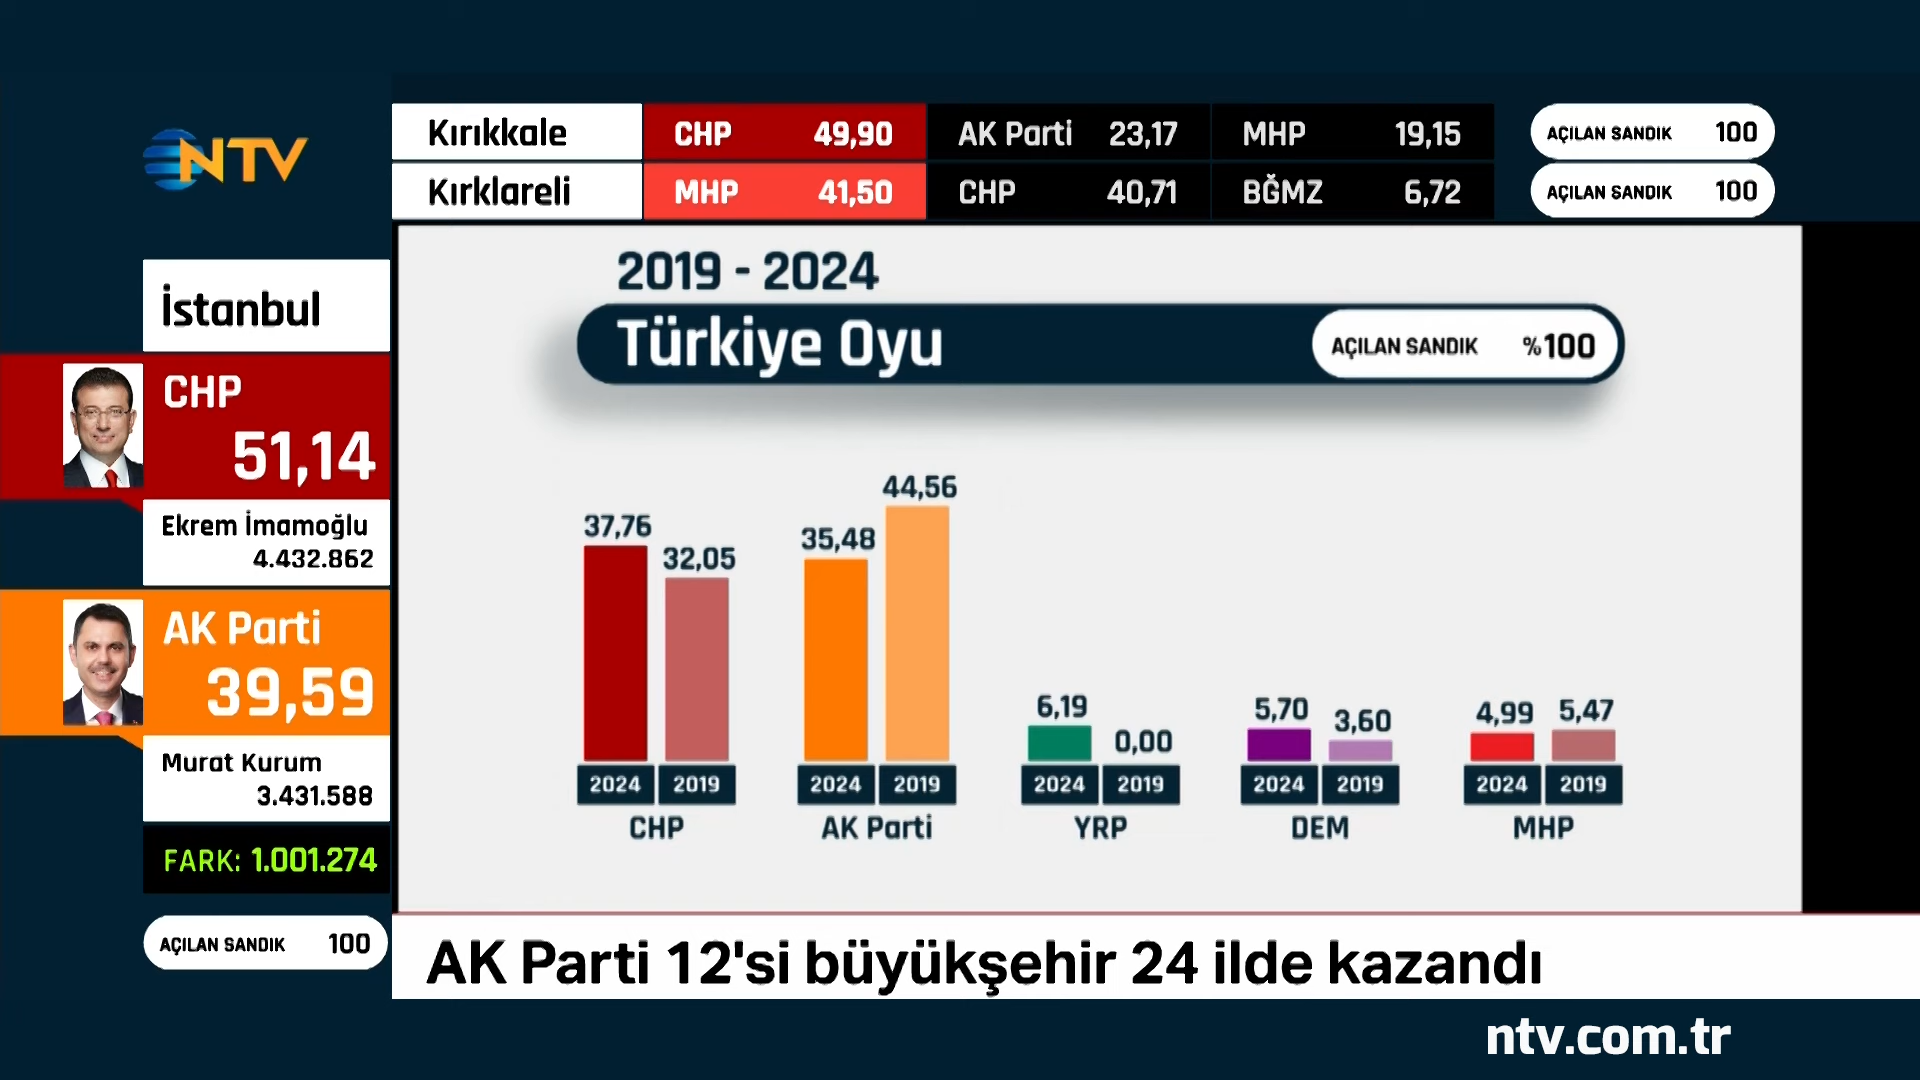 NTV
Kırıkkale CHP 49,90 AK Parti 23,17 MHP 19,15 AÇILAN SANDIK 100
Kırklareli MHP 41,50 CHP 40,71 BĞMZ 6,72 AÇILAN SANDIK 100
İstanbul
CHP
51,14
Ekrem İmamoğlu
4.432.862
AK Parti
39,59
Murat Kurum
3.431.588
FARK: 1.001.274
AÇILAN SANDIK 100
2019 - 2024
Türkiye Oyu AÇILAN SANDIK %100
37,76 32,05 35,48 44,56 6,19 0,00 5,70 3,60 4,99 5,47
2024 2019 2024 2019 2024 2019 2024 2019 2024 2019
CHP AK Parti YRP DEM MHP
AK Parti 12'si büyükşehir 24 ilde kazandı
ntv.com.tr